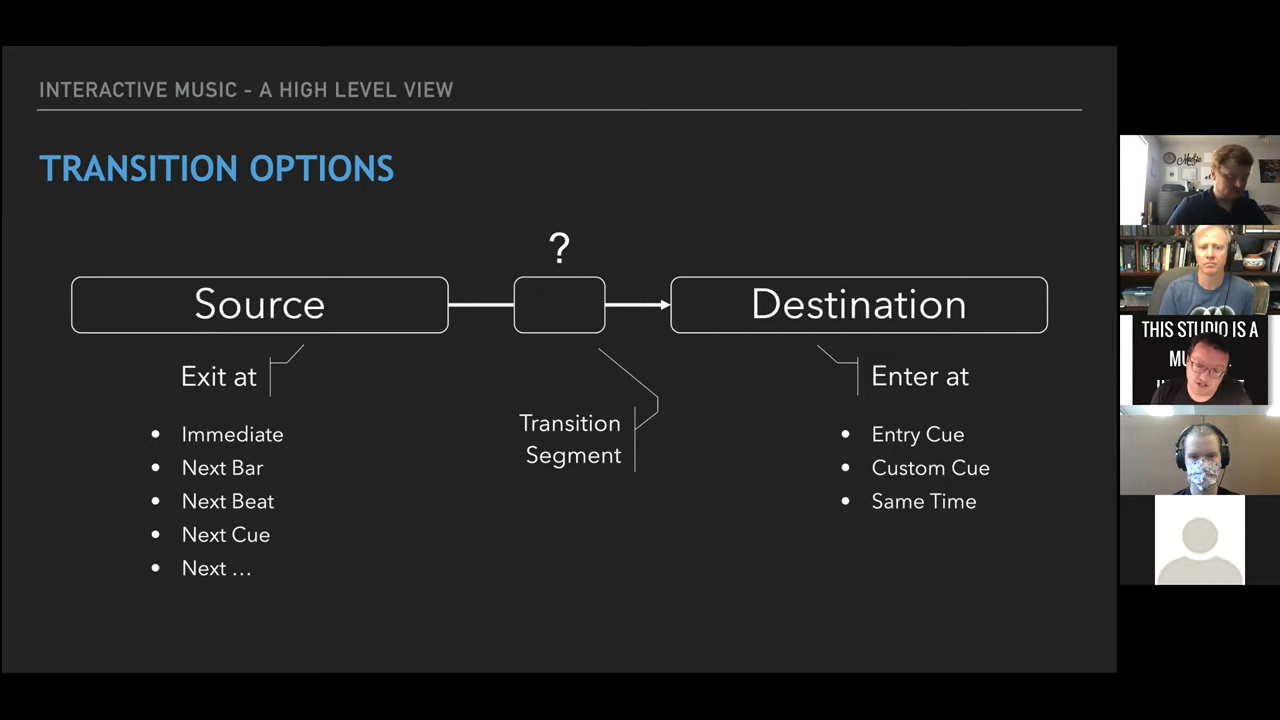 INTERACTIVE MUSIC - A HIGH LEVEL VIEW
TRANSITION OPTIONS
?
Source
Destination
Exit at
Enter at
Transition
Segment
• Immediate
• Next Bar
• Next Beat
• Next Cue
• Next …
• Entry Cue
• Custom Cue
• Same Time
Music
THIS STUDIO IS A